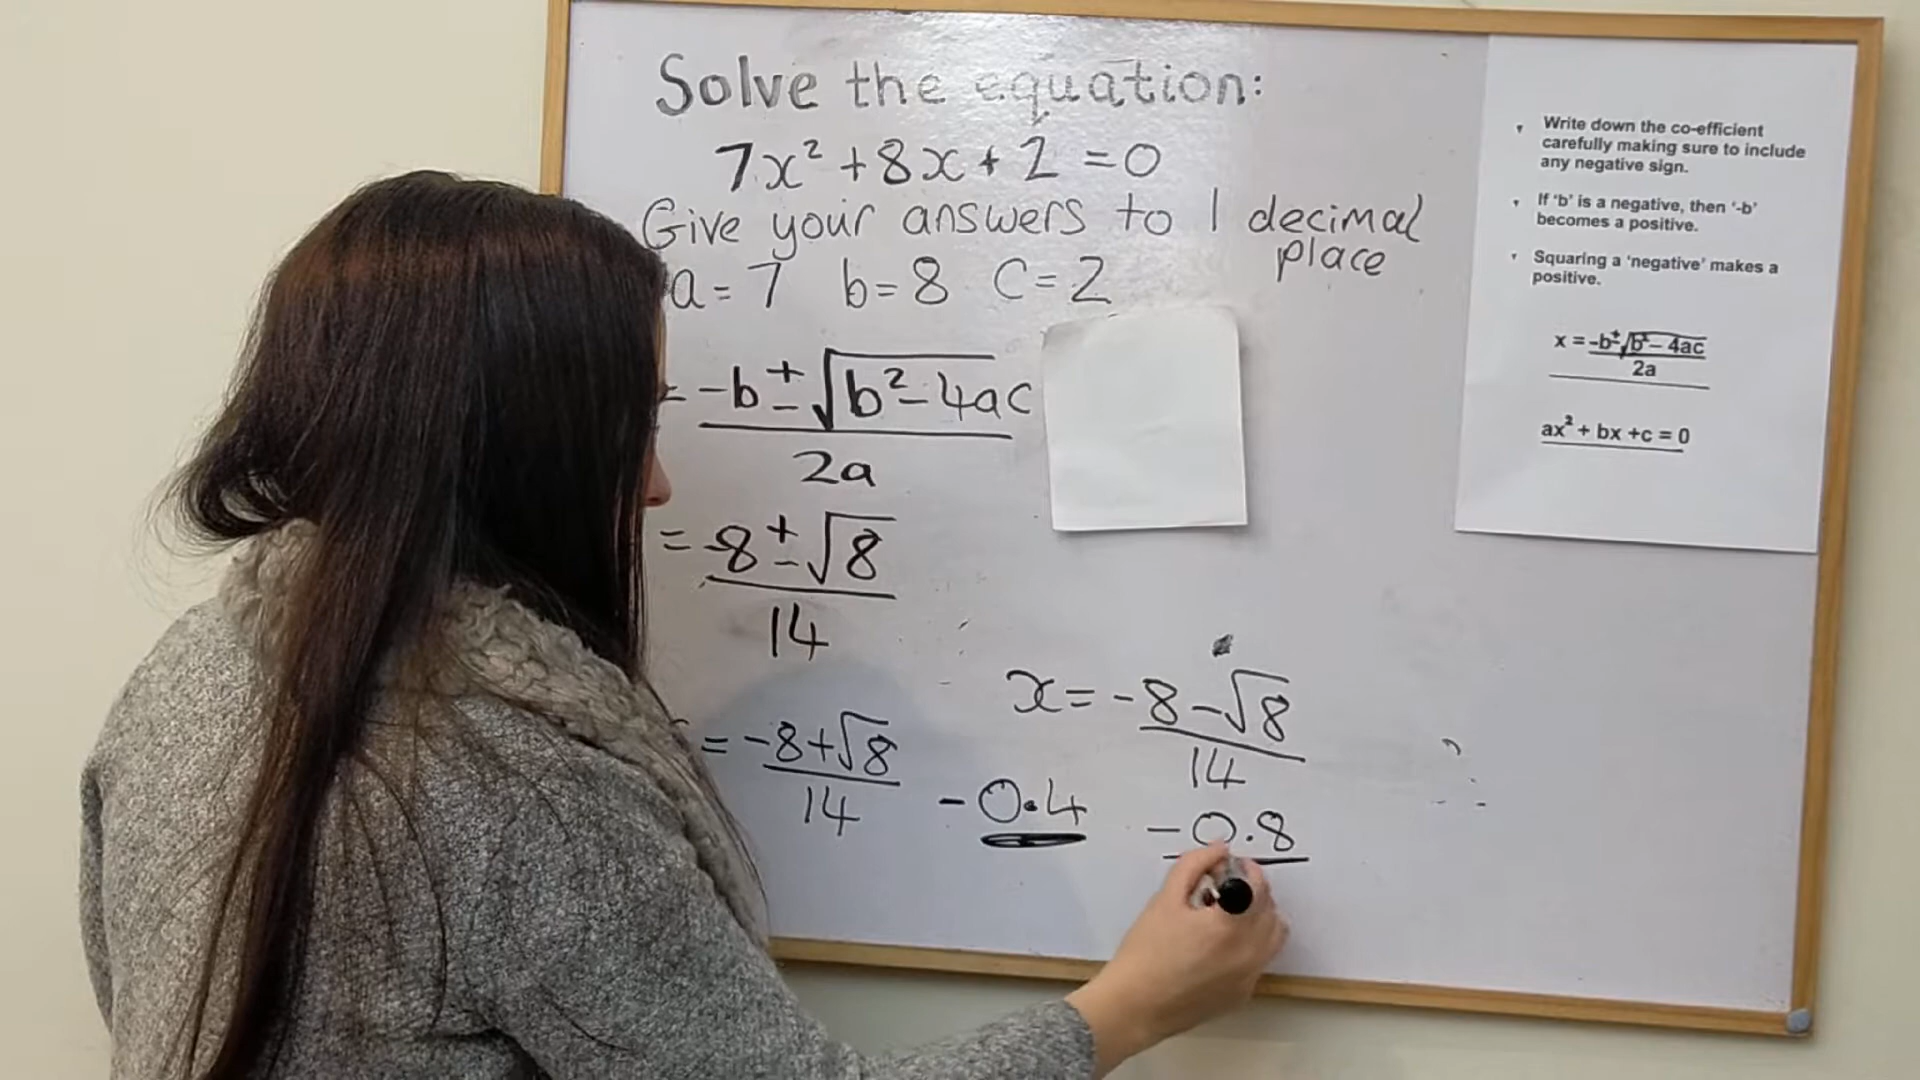 Solve the equation:
7x² + 8x + 2 = 0
Give your answers to 1 decimal place
a = 7 b = 8 c = 2
= -b ± √b² - 4ac
2a
= -8 ± √8
14
= -8 + √8
14
-0.4
x = -8 - √8
14
-0.8
Write down the co-efficient
carefully making sure to include
any negative sign.
If 'b' is a negative, then '-b'
becomes a positive.
Squaring a 'negative' makes a
positive.
x = -b ± √b² - 4ac
2a
ax² + bx + c = 0